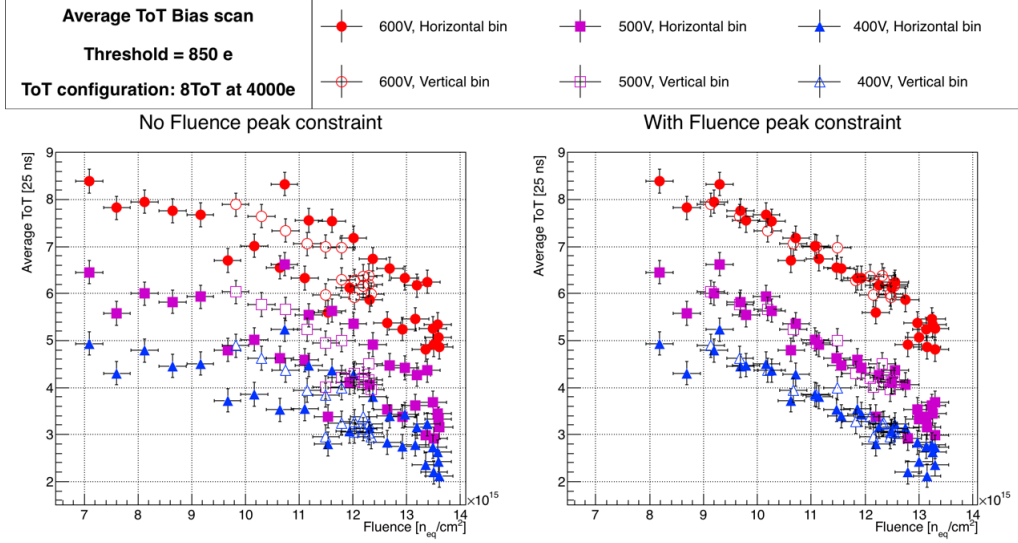 Average ToT Bias scan
Threshold = 850 e
ToT configuration: 8ToT at 4000e
600V, Horizontal bin
500V, Horizontal bin
400V, Horizontal bin
600V, Vertical bin
500V, Vertical bin
400V, Vertical bin
No Fluence peak constraint
With Fluence peak constraint
Average ToT [25 ns]
9
8
7
6
5
4
3
2
7 8 9 10 11 12 13 14
×10¹⁵
Fluence [n_eq/cm²]
Average ToT [25 ns]
9
8
7
6
5
4
3
2
7 8 9 10 11 12 13 14
×10¹⁵
Fluence [n_eq/cm²]